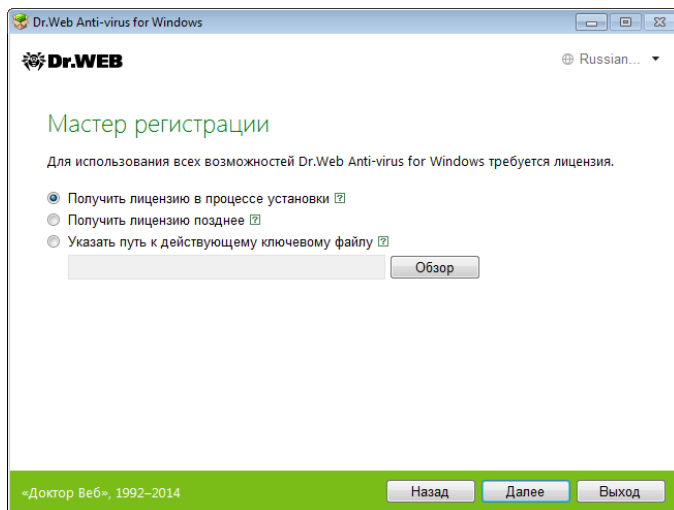 Dr.Web Anti-virus for Windows
Dr.WEB
Russian...
Мастер регистрации
Для использования всех возможностей Dr.Web Anti-virus for Windows требуется лицензия.
Получить лицензию в процессе установки ?
Получить лицензию позднее ?
Указать путь к действующему ключевому файлу ?
Обзор
«Доктор Веб», 1992–2014
Назад Далее Выход